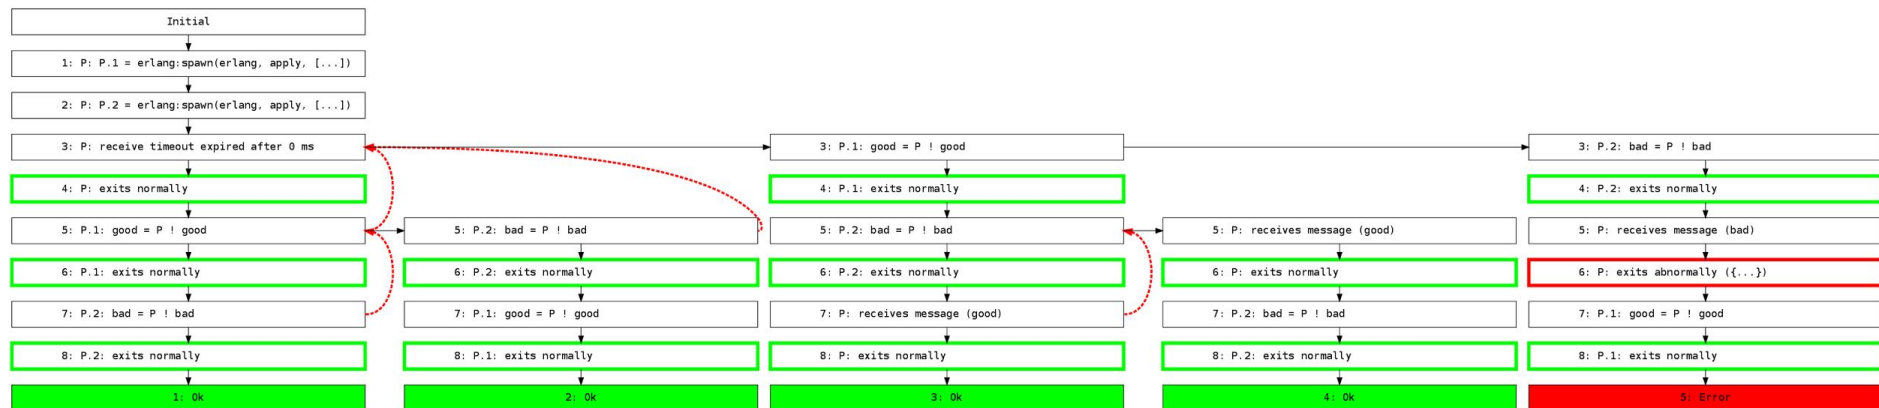 Initial
1: P: P.1 = erlang:spawn(erlang, apply, [...])
2: P: P.2 = erlang:spawn(erlang, apply, [...])
3: P: receive timeout expired after 0 ms
4: P: exits normally
5: P.1: good = P ! good
6: P.1: exits normally
7: P.2: bad = P ! bad
8: P.2: exits normally
1: Ok
5: P.2: bad = P ! bad
6: P.2: exits normally
7: P.1: good = P ! good
8: P.1: exits normally
2: Ok
3: P.1: good = P ! good
4: P.1: exits normally
5: P.2: bad = P ! bad
6: P.2: exits normally
7: P: receives message (good)
8: P: exits normally
3: Ok
5: P: receives message (good)
6: P: exits normally
7: P.2: bad = P ! bad
8: P.2: exits normally
4: Ok
3: P.2: bad = P ! bad
4: P.2: exits normally
5: P: receives message (bad)
6: P: exits abnormally ({...})
7: P.1: good = P ! good
8: P.1: exits normally
5: Error